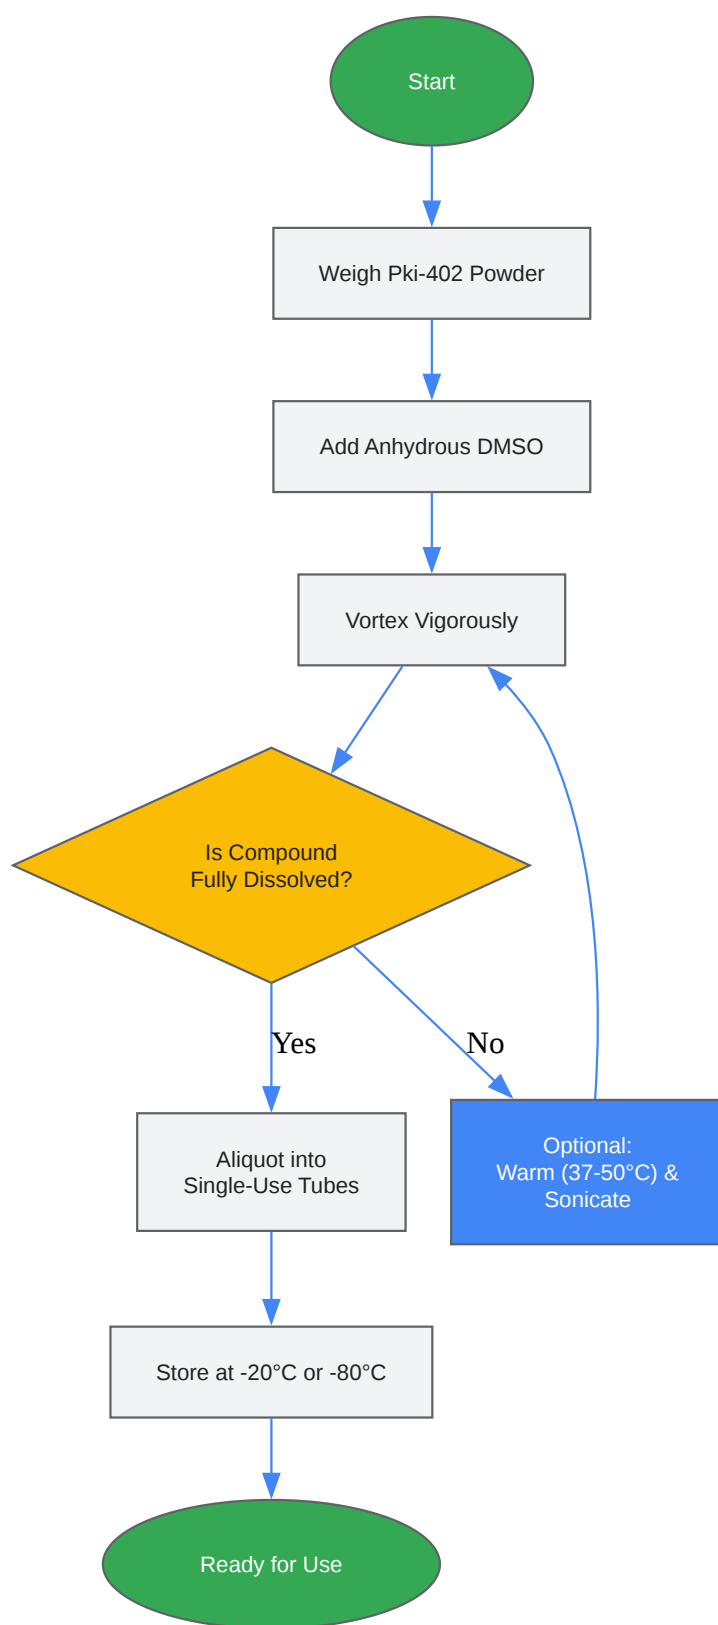 Start
Weigh Pki-402 Powder
Add Anhydrous DMSO
Vortex Vigorously
Is Compound
Fully Dissolved?
Yes
No
Aliquot into
Single-Use Tubes
Optional:
Warm (37-50°C) &
Sonicate
Store at -20°C or -80°C
Ready for Use